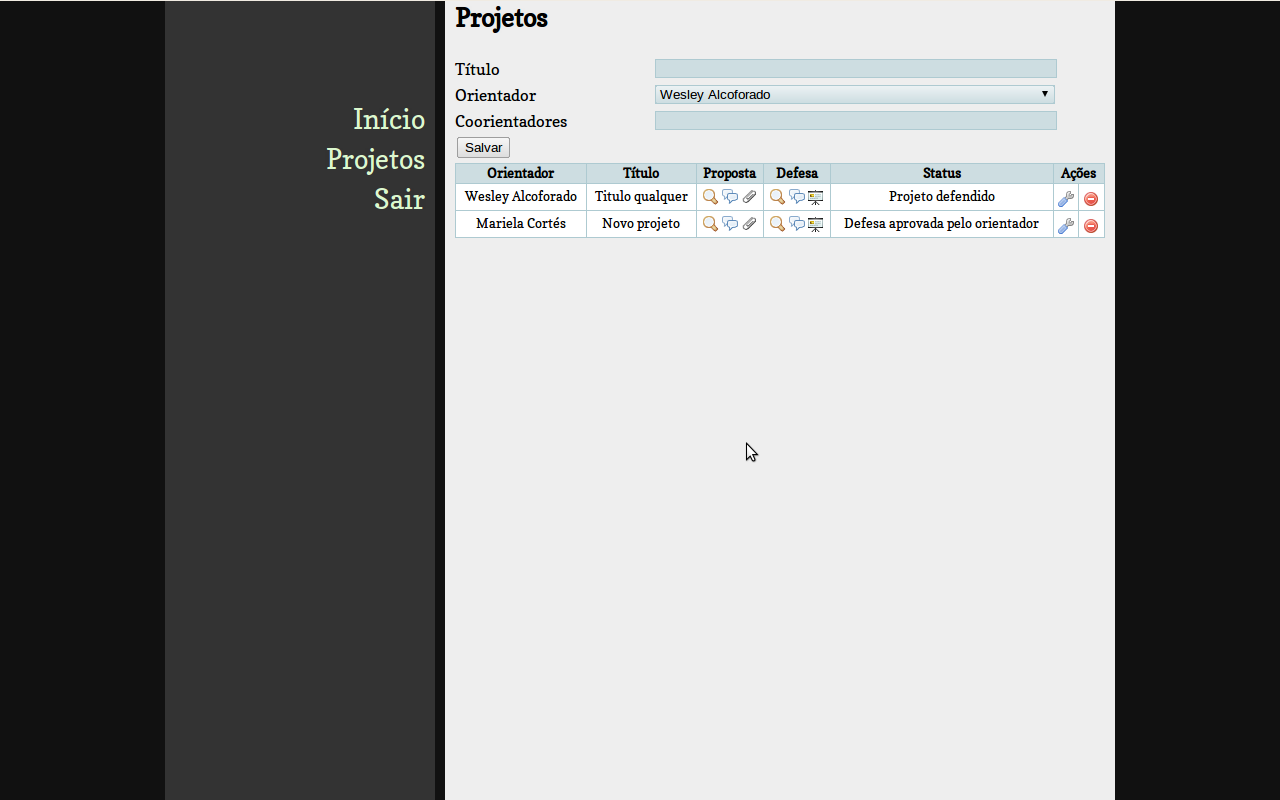 Início
Projetos
Sair
Projetos
Título
Orientador Wesley Alcoforado
Coorientadores
Salvar
Orientador Título Proposta Defesa Status Ações
Wesley Alcoforado Titulo qualquer Projeto defendido
Mariela Cortés Novo projeto Defesa aprovada pelo orientador